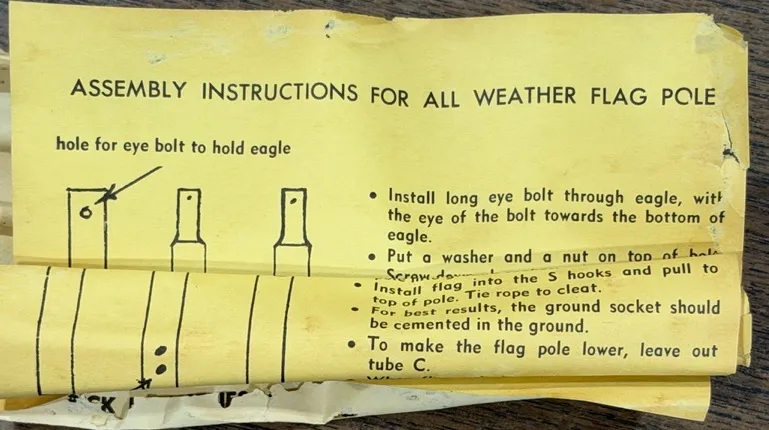 ASSEMBLY INSTRUCTIONS FOR ALL WEATHER FLAG POLE
hole for eye bolt to hold eagle
• Install long eye bolt through eagle, with
the eye of the bolt towards the bottom of
eagle.
• Put a washer and a nut on top of
• Install flag into the S hooks and pull to
top of pole. Tie rope to cleat.
• For best results, the ground socket should
be cemented in the ground.
• To make the flag pole lower, leave out
tube C.